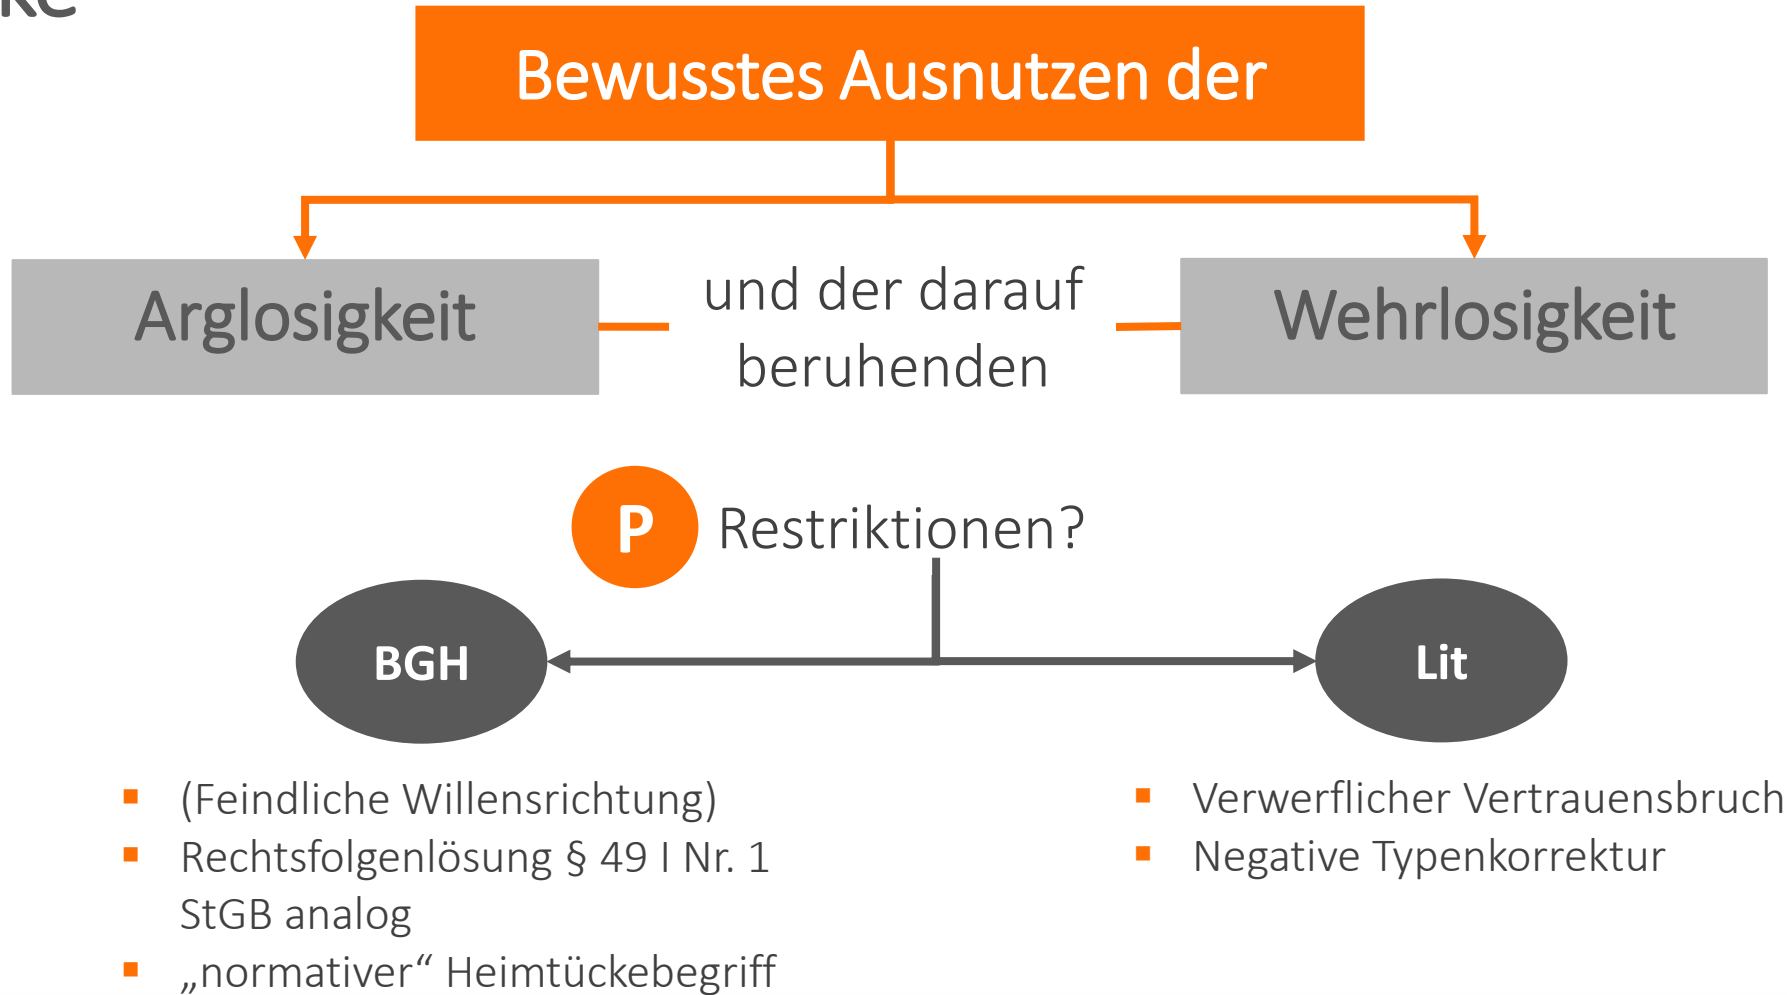 ke
Bewusstes Ausnutzen der
Arglosigkeit
und der darauf
beruhenden
Wehrlosigkeit
P
Restriktionen?
BGH
Lit
(Feindliche Willensrichtung)
Rechtsfolgenlösung § 49 I Nr. 1
StGB analog
„normativer“ Heimtückebegriff
Verwerflicher Vertrauensbruch
Negative Typenkorrektur